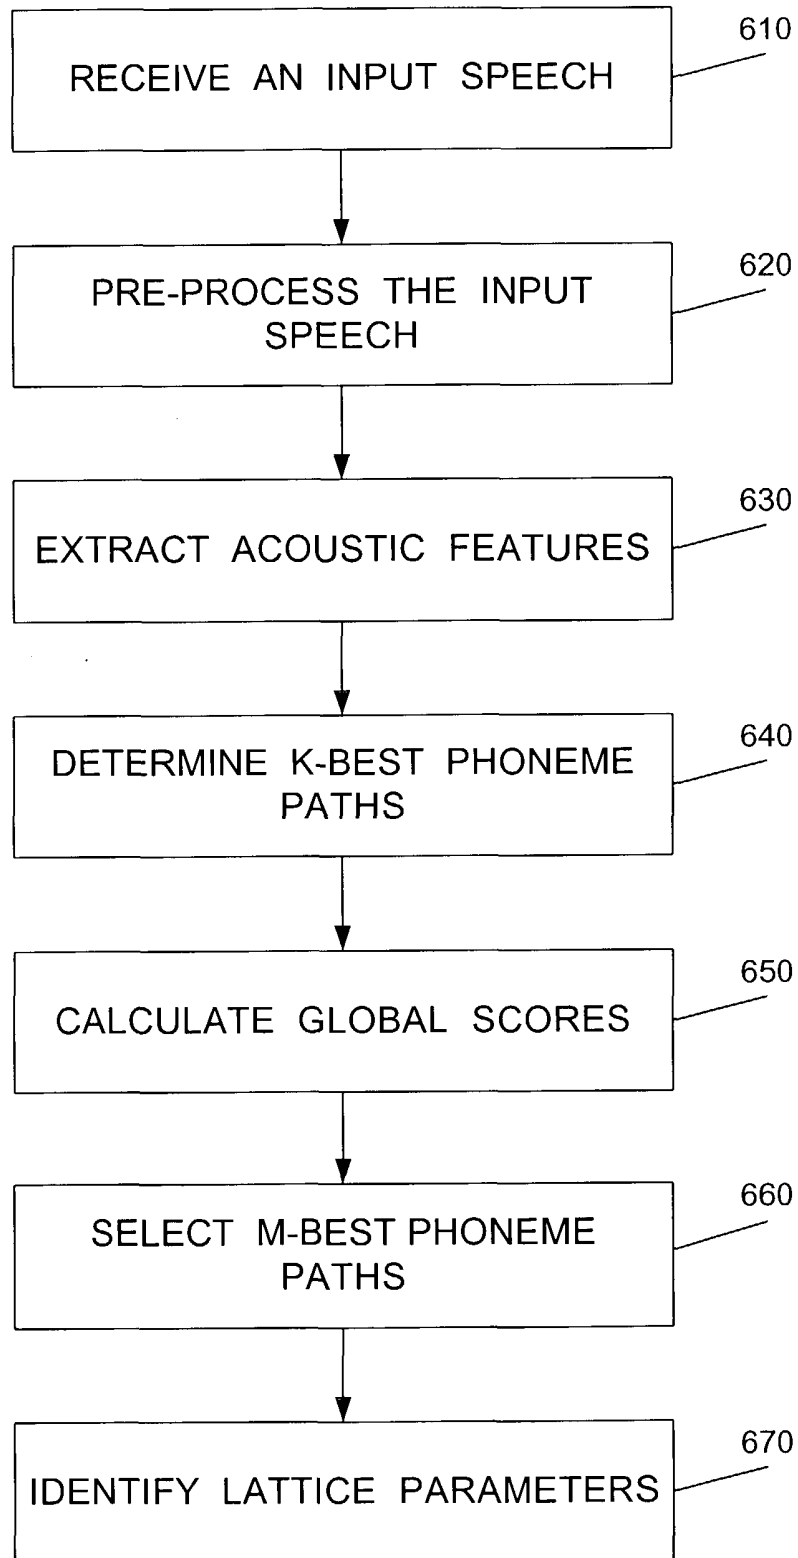 610
RECEIVE AN INPUT SPEECH
620
PRE-PROCESS THE INPUT
SPEECH
630
EXTRACT ACOUSTIC FEATURES
640
DETERMINE K-BEST PHONEME
PATHS
650
CALCULATE GLOBAL SCORES
660
SELECT M-BEST PHONEME
PATHS
670
IDENTIFY LATTICE PARAMETERS